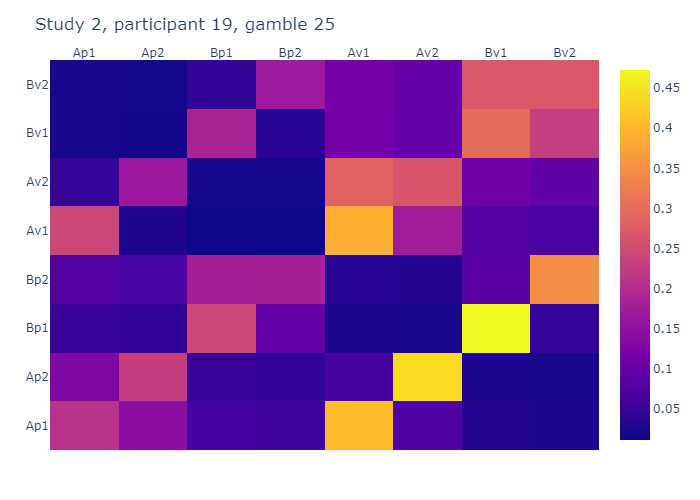 Study 2, participant 19, gamble 25
Ap1 Ap2 Bp1 Bp2 Av1 Av2 Bv1 Bv2
Bv2
Bv1
Av2
Av1
Bp2
Bp1
Ap2
Ap1
0.45
0.4
0.35
0.3
0.25
0.2
0.15
0.1
0.05